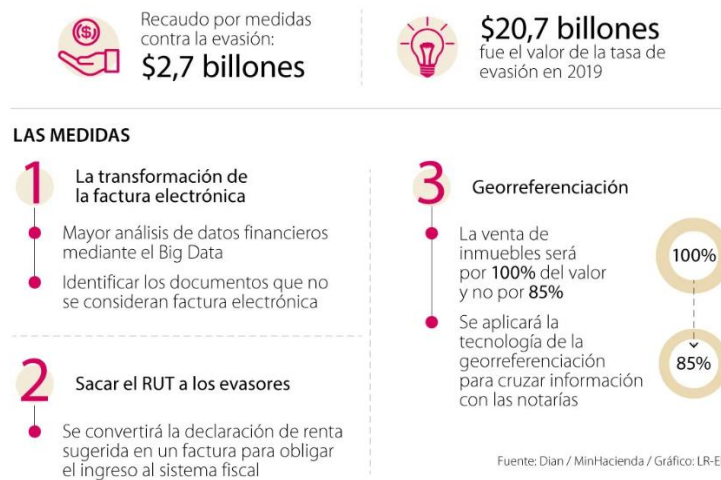 Recaudo por medidas
contra la evasión:
$2,7 billones
$20,7 billones
fue el valor de la tasa de
evasión en 2019
LAS MEDIDAS
1
La transformación de
la factura electrónica
Mayor análisis de datos financieros
mediante el Big Data
Identificar los documentos que no
se consideran factura electrónica
2
Sacar el RUT a los evasores
Se convertirá la declaración de renta
sugerida en un factura para obligar
el ingreso al sistema fiscal
3
Georreferenciación
La venta de
inmuebles será
por 100% del valor
y no por 85%
100%
Se aplicará la
tecnología de la
georreferenciación
para cruzar información
con las notarías
85%
Fuente: Dian / MinHacienda / Gráfico: LR-E